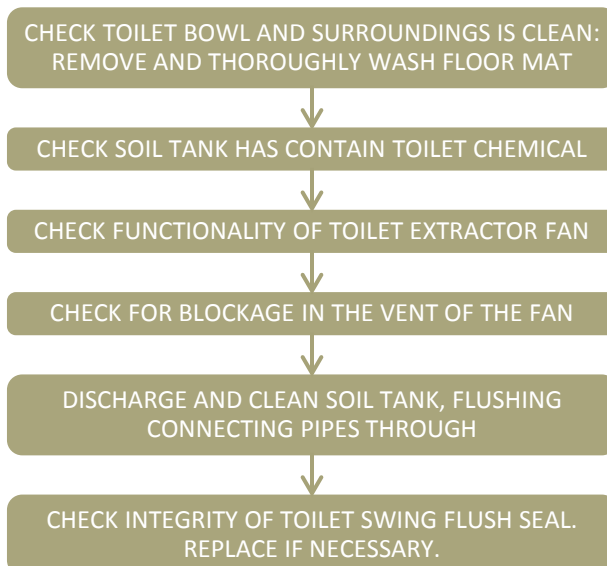 CHECK TOILET BOWL AND SURROUNDINGS IS CLEAN:
REMOVE AND THOROUGHLY WASH FLOOR MAT
CHECK SOIL TANK HAS CONTAIN TOILET CHEMICAL
CHECK FUNCTIONALITY OF TOILET EXTRACTOR FAN
CHECK FOR BLOCKAGE IN THE VENT OF THE FAN
DISCHARGE AND CLEAN SOIL TANK, FLUSHING
CONNECTING PIPES THROUGH
CHECK INTEGRITY OF TOILET SWING FLUSH SEAL.
REPLACE IF NECESSARY.